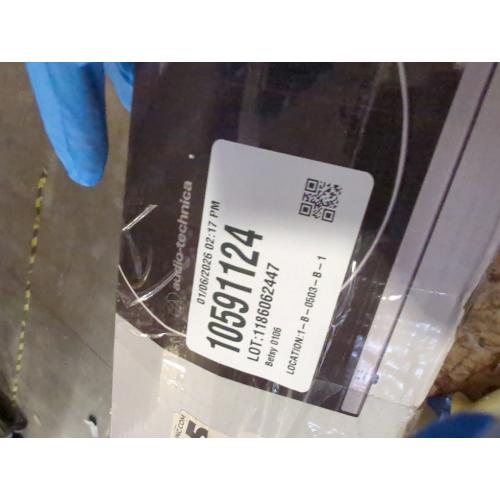 audio-technica
01/06/2026 02:17 PM
10591124
LOT:1186062447
Betsy 0106
LOCATION:1-B-0503-B-1